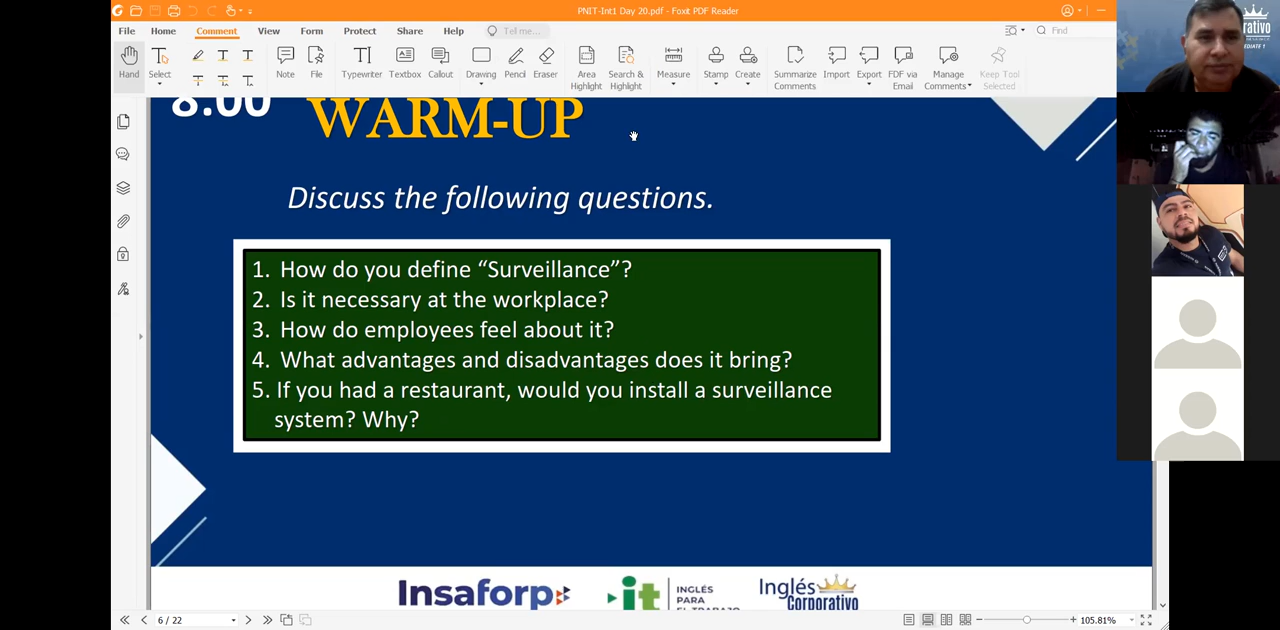 PNIT-Int1 Day 20.pdf - Foxit PDF Reader
File Home Comment View Form Protect Share Help Tell me... Find
Hand Select Note File Typewriter Textbox Callout Drawing Pencil Eraser Area Highlight Search & Highlight Measure Stamp Create Summarize Comments Import Export FDF via Email Manage Comments Keep Tool Selected
8:00
WARM-UP
Discuss the following questions.
1. How do you define “Surveillance”?
2. Is it necessary at the workplace?
3. How do employees feel about it?
4. What advantages and disadvantages does it bring?
5. If you had a restaurant, would you install a surveillance
system? Why?
Insaforp it INGLÉS
PARA
EL TRABAJO
Inglés
Corporativo
6 / 22 105.81%